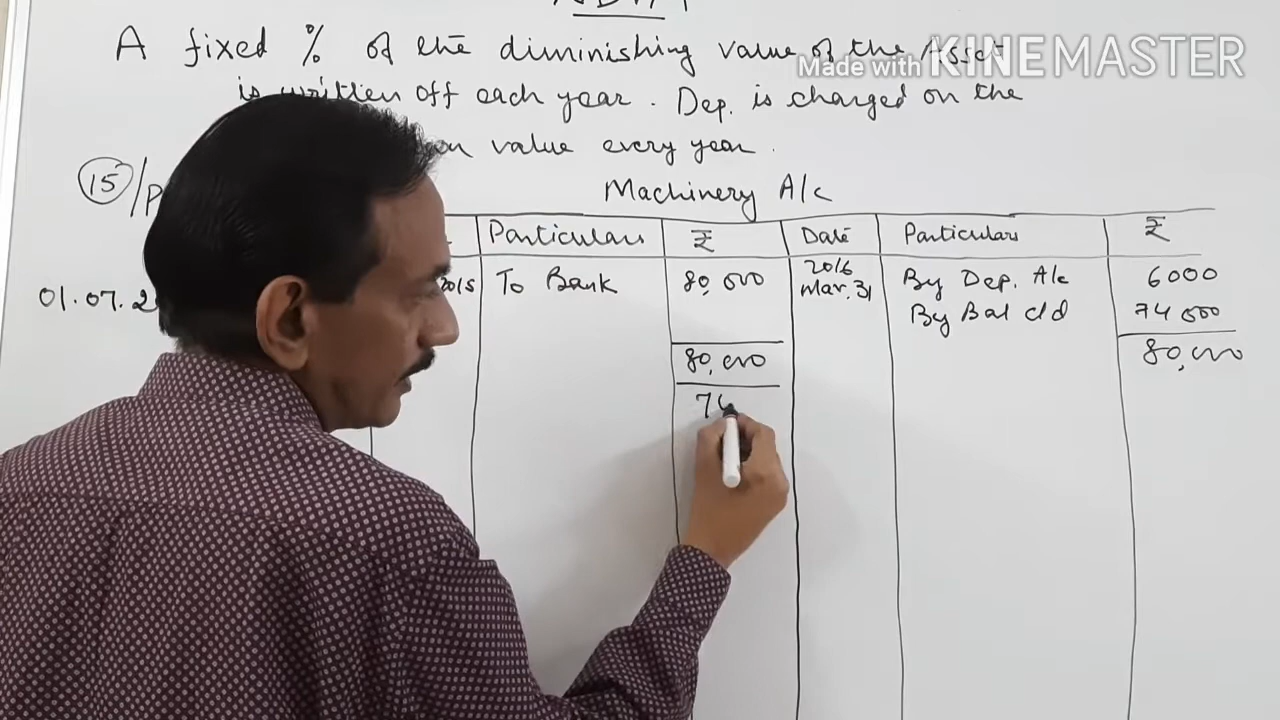 A fixed % of the diminishing value of the Asset
Made with KINEMASTER
is written off each year. Dep. is charged on the
value every year.
15 /P
Machinery A/c
Particulars ₹ Date Particulars ₹
01.07.2 2015 To Bank 80,000 2016 Mar.31 By Dep. A/c 6000
By Bal c/d 74000
80,000 80,000
74